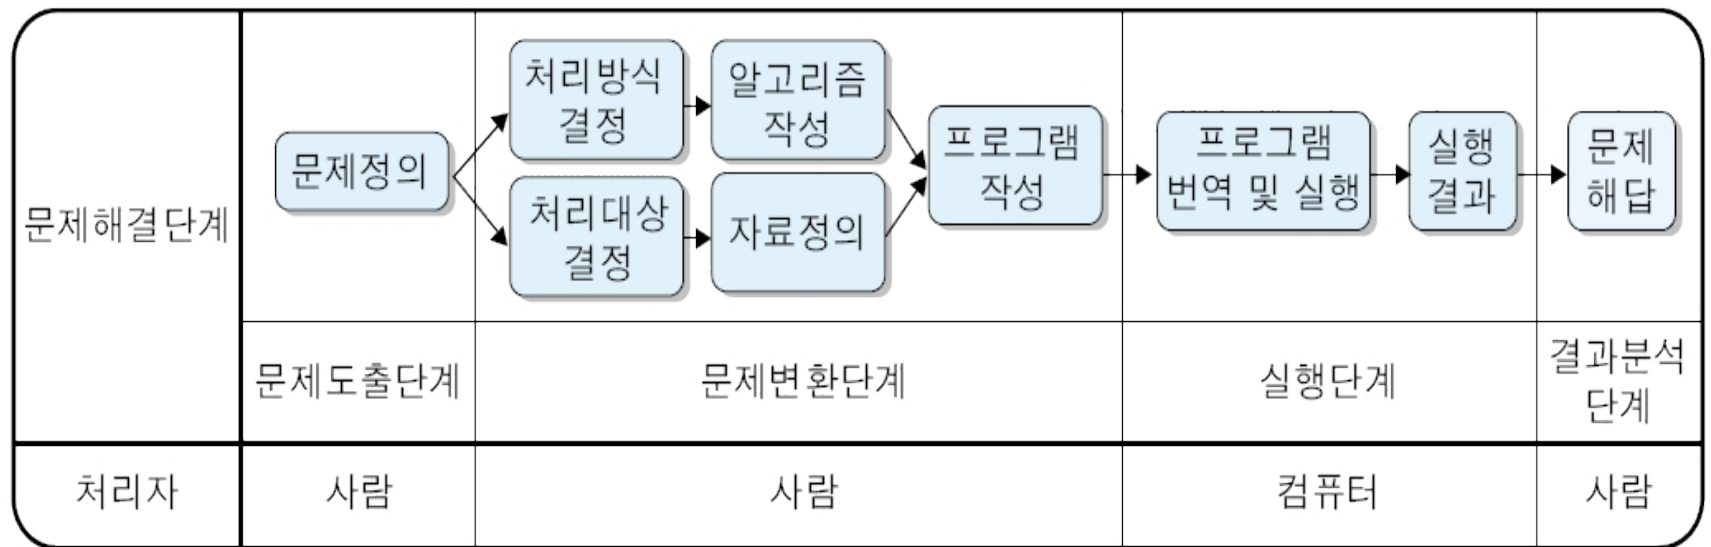 문제해결단계
문제정의
처리방식
결정
알고리즘
작성
처리대상
결정
자료정의
프로그램
작성
프로그램
번역 및 실행
실행
결과
문제
해답
문제도출단계
문제변환단계
실행단계
결과분석
단계
처리자
사람
사람
컴퓨터
사람